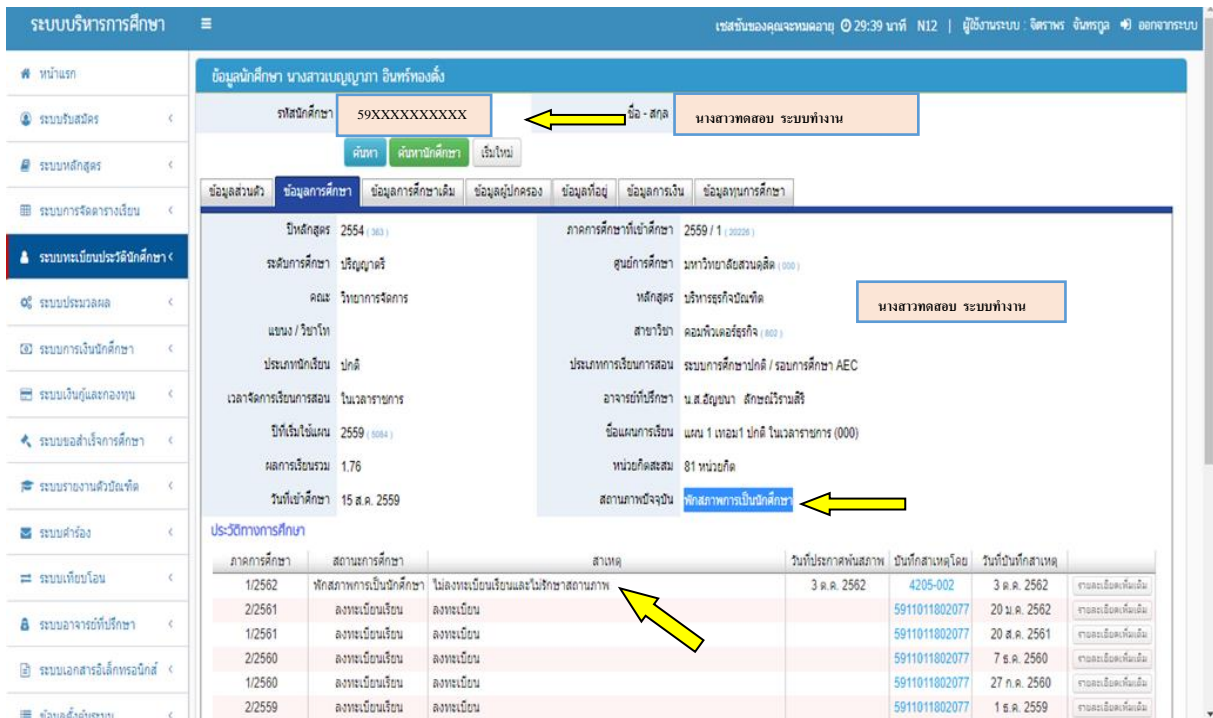 ระบบบริหารการศึกษา
เซสชันของคุณจะหมดอายุ 29:39 นาที N12 | ผู้ใช้งานระบบ : จิตราพร จั่นทรกูล ออกจากระบบ
หน้าแรก
ระบบรับสมัคร
ระบบหลักสูตร
ระบบการจัดตารางเรียน
ระบบทะเบียนประวัตินักศึกษา
ระบบประมวลผล
ระบบการเงินนักศึกษา
ระบบเงินกู้และกองทุน
ระบบขอสำเร็จการศึกษา
ระบบรายงานตัวบัณฑิต
ระบบคำร้อง
ระบบเทียบโอน
ระบบอาจารย์ที่ปรึกษา
ระบบเอกสารอิเล็กทรอนิกส์
ข้อมูลตั้งต้นระบบ
ข้อมูลนักศึกษา นางสาวเบญญาภา อินทร์ทองดั่ง
รหัสนักศึกษา 59XXXXXXXXXX ชื่อ - สกุล นางสาวทดสอบ ระบบทำงาน
ค้นหา ค้นหานักศึกษา เริ่มใหม่
ข้อมูลส่วนตัว ข้อมูลการศึกษา ข้อมูลการศึกษาเดิม ข้อมูลผู้ปกครอง ข้อมูลที่อยู่ ข้อมูลการเงิน ข้อมูลทุนการศึกษา
ปีหลักสูตร 2554 ( 363 ) ภาคการศึกษาที่เข้าศึกษา 2559 / 1 ( 20226 )
ระดับการศึกษา ปริญญาตรี ศูนย์การศึกษา มหาวิทยาลัยสวนดุสิต ( 000 )
คณะ วิทยาการจัดการ หลักสูตร บริหารธุรกิจบัณฑิต
นางสาวทดสอบ ระบบทำงาน
แขนง / วิชาโท สาขาวิชา คอมพิวเตอร์ธุรกิจ ( 802 )
ประเภทนักเรียน ปกติ ประเภทการเรียนการสอน ระบบการศึกษาปกติ / รอบการศึกษา AEC
เวลาจัดการเรียนการสอน ในเวลาราชการ อาจารย์ที่ปรึกษา น.ส.อัญชนา ลักษณ์วิรามสิริ
ปีที่เริ่มใช้แผน 2559 ( 5084 ) ชื่อแผนการเรียน แผน 1 เทอม1 ปกติ ในเวลาราชการ (000)
ผลการเรียนรวม 1.76 หน่วยกิตสะสม 81 หน่วยกิต
วันที่เข้าศึกษา 15 ส.ค. 2559 สถานภาพปัจจุบัน พักสภาพการเป็นนักศึกษา
ประวัติทางการศึกษา
ภาคการศึกษา สถานะการศึกษา สาเหตุ วันที่ประกาศพ้นสภาพ บันทึกสาเหตุโดย วันที่บันทึกสาเหตุ
1/2562 พักสภาพการเป็นนักศึกษา ไม่ลงทะเบียนเรียนและไม่รักษาสถานภาพ 3 ต.ค. 2562 4205-002 3 ต.ค. 2562 รายละเอียดเพิ่มเติม
2/2561 ลงทะเบียนเรียน ลงทะเบียน 5911011802077 20 ม.ค. 2562 รายละเอียดเพิ่มเติม
1/2561 ลงทะเบียนเรียน ลงทะเบียน 5911011802077 20 ส.ค. 2561 รายละเอียดเพิ่มเติม
2/2560 ลงทะเบียนเรียน ลงทะเบียน 5911011802077 7 ธ.ค. 2560 รายละเอียดเพิ่มเติม
1/2560 ลงทะเบียนเรียน ลงทะเบียน 5911011802077 27 ก.ค. 2560 รายละเอียดเพิ่มเติม
2/2559 ลงทะเบียนเรียน ลงทะเบียน 5911011802077 1 ธ.ค. 2559 รายละเอียดเพิ่มเติม